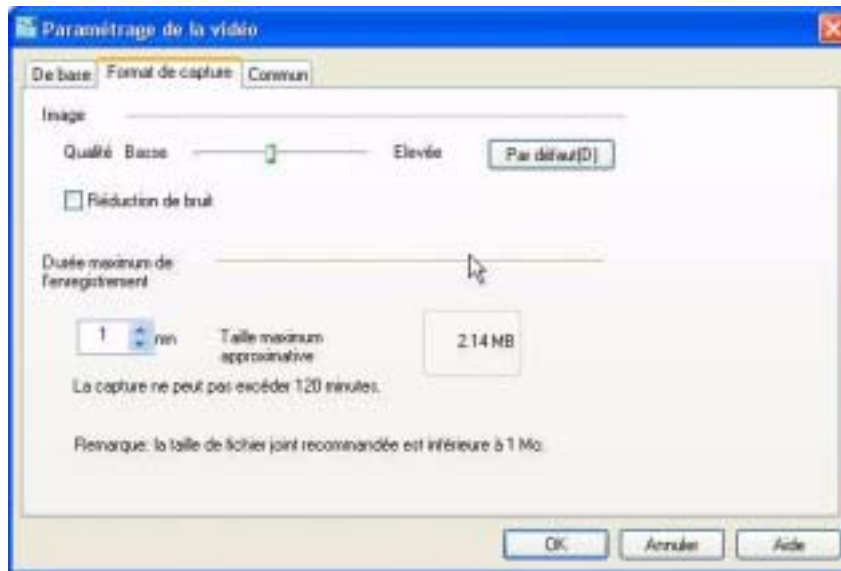 Paramétrage de la vidéo
De base Format de capture Commun
Image
Qualité Basse Elevée Par défaut(D)
Réduction de bruit
Durée maximum de
l'enregistrement
1 min Taille maximum
approximative
2.14 MB
La capture ne peut pas excéder 120 minutes.
Remarque: la taille de fichier joint recommandée est inférieure à 1 Mo.
OK Annuler Aide